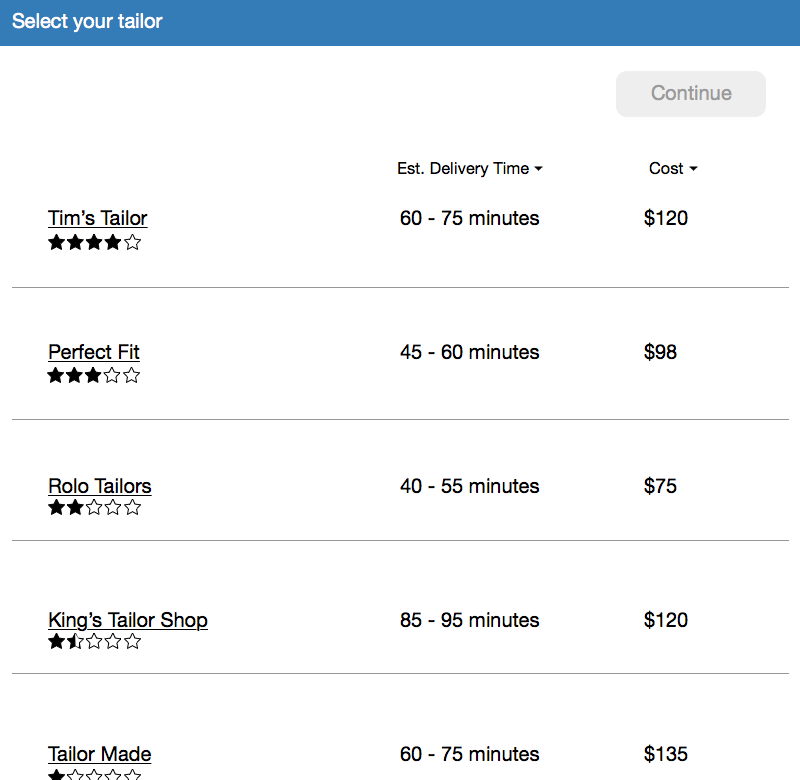 Select your tailor
Continue
Est. Delivery Time Cost
Tim’s Tailor 60 - 75 minutes $120
Perfect Fit 45 - 60 minutes $98
Rolo Tailors 40 - 55 minutes $75
King’s Tailor Shop 85 - 95 minutes $120
Tailor Made 60 - 75 minutes $135